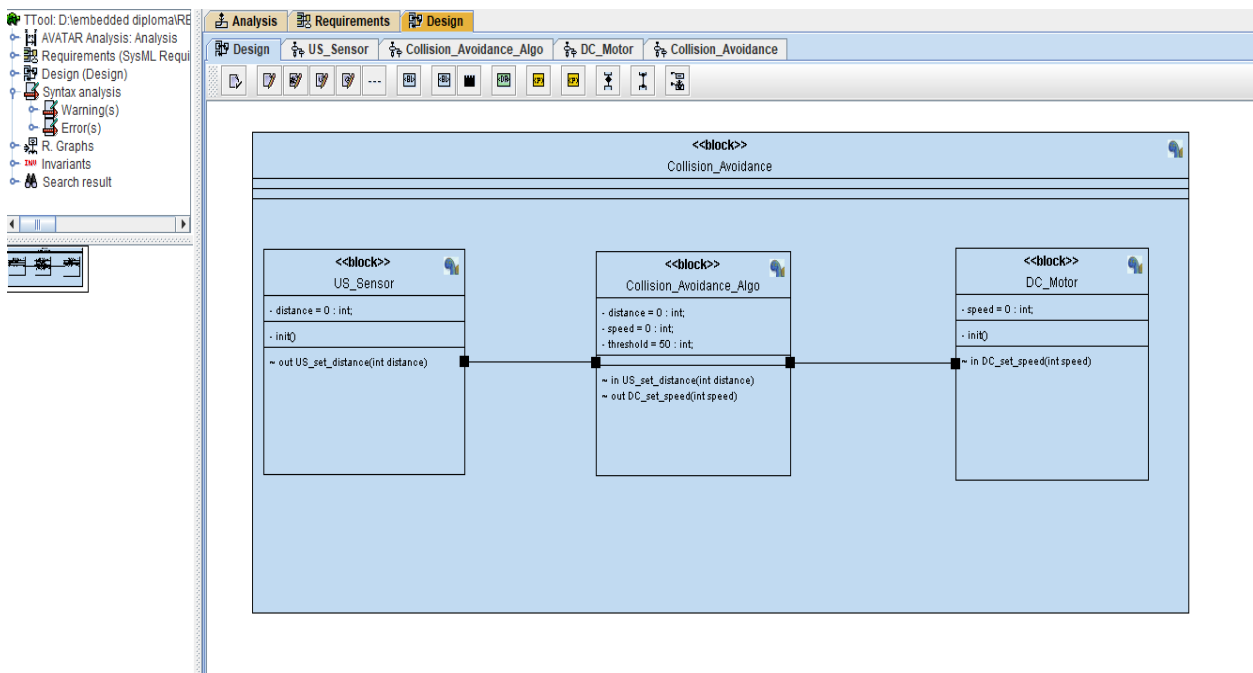 TTool: D:\embedded diploma\RE
AVATAR Analysis: Analysis
Requirements (SysML Requi
Design (Design)
Syntax analysis
Warning(s)
Error(s)
R. Graphs
INV Invariants
Search result
Analysis Requirements Design
Design US_Sensor Collision_Avoidance_Algo DC_Motor Collision_Avoidance
<<block>>
Collision_Avoidance
<<block>>
US_Sensor
- distance = 0 : int;
- init()
~ out US_set_distance(int distance)
<<block>>
Collision_Avoidance_Algo
- distance = 0 : int;
- speed = 0 : int;
- threshold = 50 : int;
~ in US_set_distance(int distance)
~ out DC_set_speed(int speed)
<<block>>
DC_Motor
- speed = 0 : int;
- init()
~ in DC_set_speed(int speed)